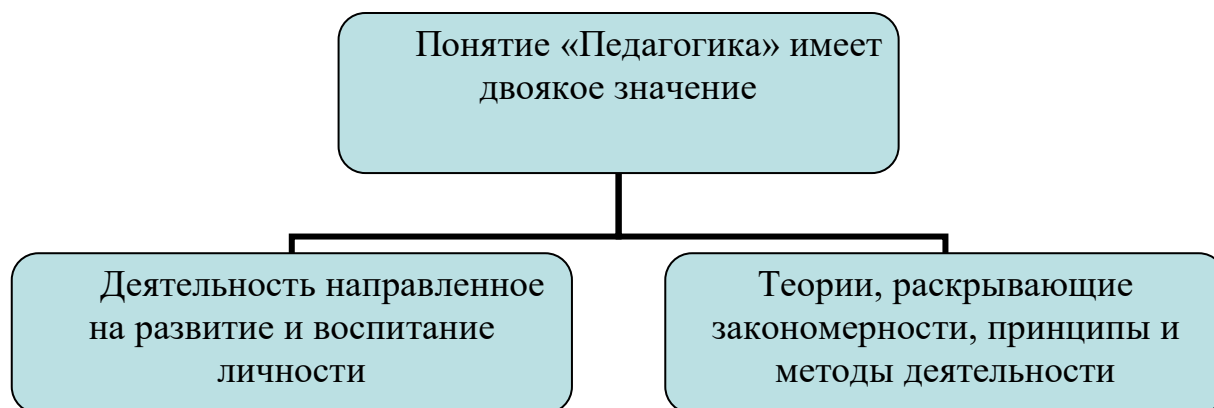 Понятие «Педагогика» имеет
двоякое значение
Деятельность направленное
на развитие и воспитание
личности
Теории, раскрывающие
закономерности, принципы и
методы деятельности